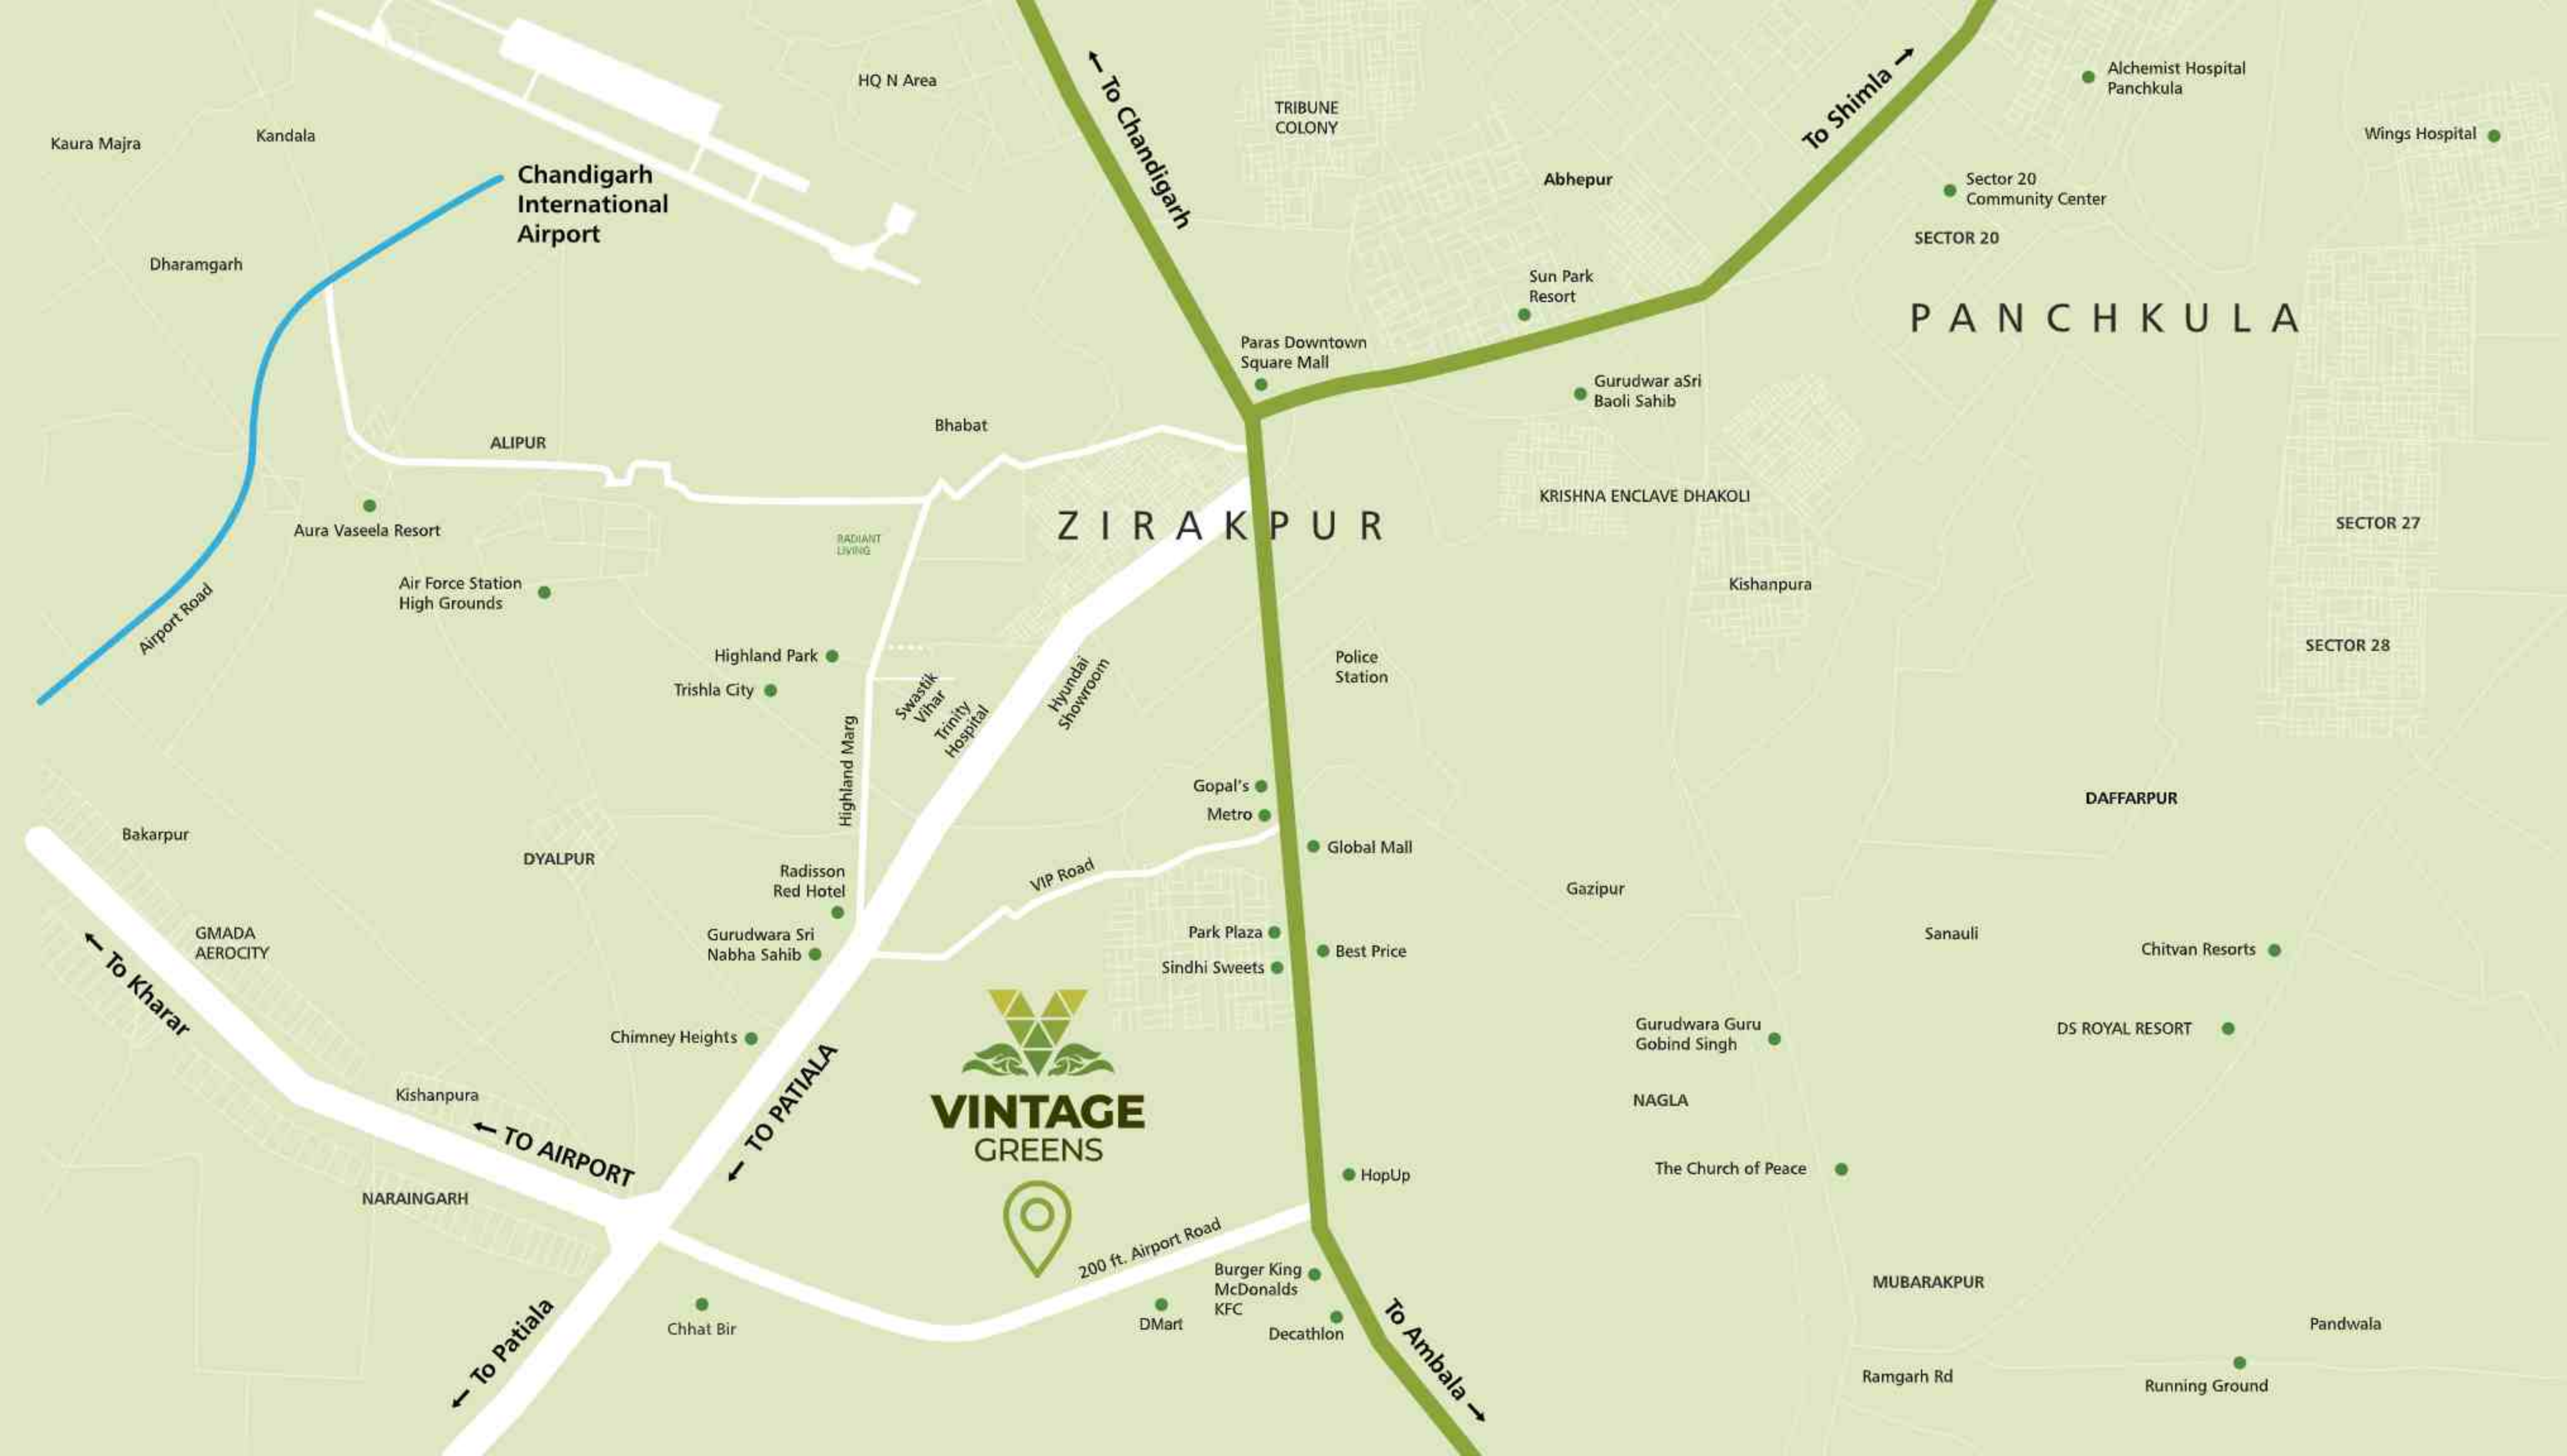 HQ N Area
← To Chandigarh
TRIBUNE
COLONY
To Shimla →
Alchemist Hospital
Panchkula
Wings Hospital
Kaura Majra
Kandala
Chandigarh
International
Airport
Abhepur
Sector 20
Community Center
SECTOR 20
Dharamgarh
Sun Park
Resort
PANCHKULA
Paras Downtown
Square Mall
Gurudwar aSri
Baoli Sahib
Bhabat
ALIPUR
KRISHNA ENCLAVE DHAKOLI
ZIRAKPUR
SECTOR 27
Aura Vaseela Resort
RADIANT
LIVING
Air Force Station
High Grounds
Kishanpura
Airport Road
SECTOR 28
Highland Park
Trishla City
Swastik
Vihar
Trinity
Hospital
Hyundai
Showroom
Police
Station
Highland Marg
Gopal's
Metro
Global Mall
DAFFARPUR
Bakarpur
DYALPUR
Radisson
Red Hotel
VIP Road
Gazipur
GMADA
AEROCITY
Gurudwara Sri
Nabha Sahib
Park Plaza
Sindhi Sweets
Best Price
Sanauli
Chitvan Resorts
← To Kharar
Chimney Heights
Gurudwara Guru
Gobind Singh
DS ROYAL RESORT
Kishanpura
← TO AIRPORT
← TO PATIALA
VINTAGE
GREENS
NAGLA
NARAINGARH
HopUp
The Church of Peace
200 ft. Airport Road
Burger King
McDonalds
KFC
MUBARAKPUR
Chhat Bir
DMart
Decathlon
Pandwala
← To Patiala
To Ambala →
Ramgarh Rd
Running Ground